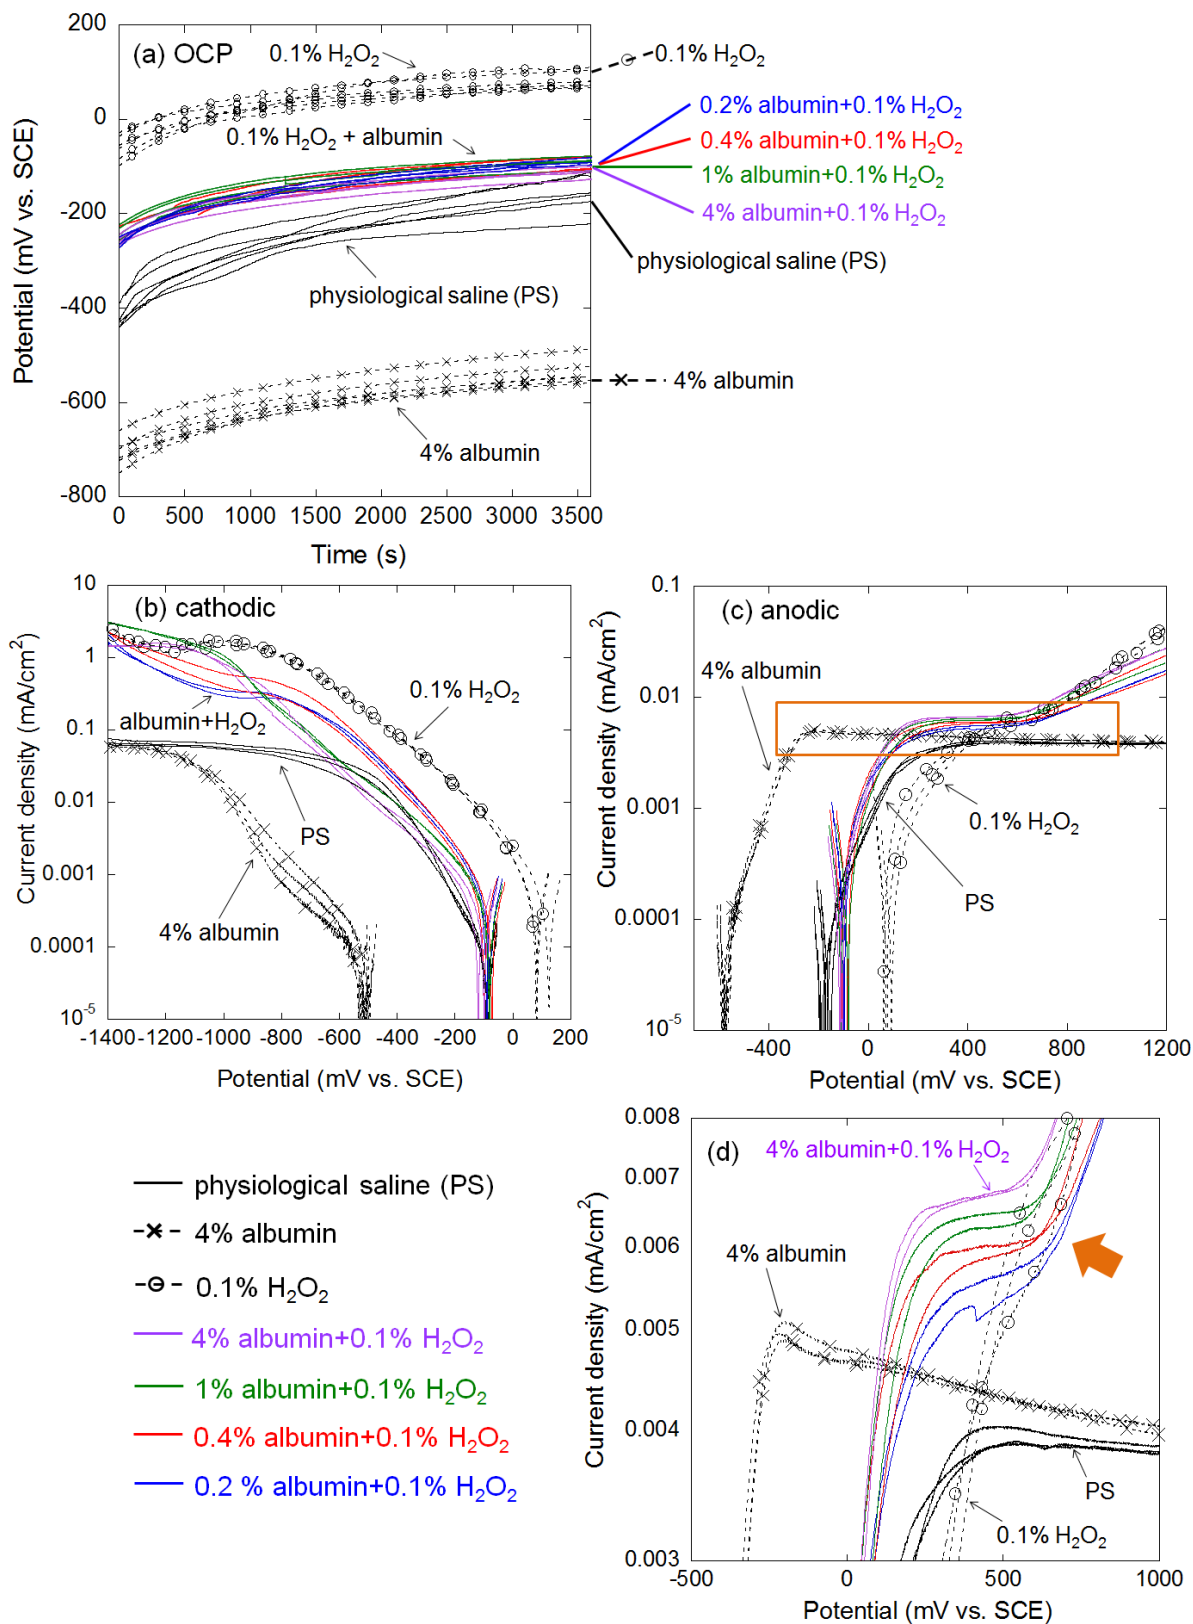 (a) OCP
0.1% H₂O₂
0.1% H₂O₂ + albumin
physiological saline (PS)
4% albumin
200
0
-200
-400
-600
-800
Potential (mV vs. SCE)
0 500 1000 1500 2000 2500 3000 3500
Time (s)
0.1% H₂O₂
0.2% albumin+0.1% H₂O₂
0.4% albumin+0.1% H₂O₂
1% albumin+0.1% H₂O₂
4% albumin+0.1% H₂O₂
physiological saline (PS)
4% albumin
(b) cathodic
0.1% H₂O₂
albumin+H₂O₂
PS
4% albumin
10
1
0.1
0.01
0.001
0.0001
10⁻⁵
Current density (mA/cm²)
-1400 -1200 -1000 -800 -600 -400 -200 0 200
Potential (mV vs. SCE)
(c) anodic
4% albumin
0.1% H₂O₂
PS
0.1
0.01
0.001
0.0001
10⁻⁵
Current density (mA/cm²)
-400 0 400 800 1200
Potential (mV vs. SCE)
physiological saline (PS)
4% albumin
0.1% H₂O₂
4% albumin+0.1% H₂O₂
1% albumin+0.1% H₂O₂
0.4% albumin+0.1% H₂O₂
0.2 % albumin+0.1% H₂O₂
(d)
4% albumin+0.1% H₂O₂
4% albumin
PS
0.1% H₂O₂
0.008
0.007
0.006
0.005
0.004
0.003
Current density (mA/cm²)
-500 0 500 1000
Potential (mV vs. SCE)